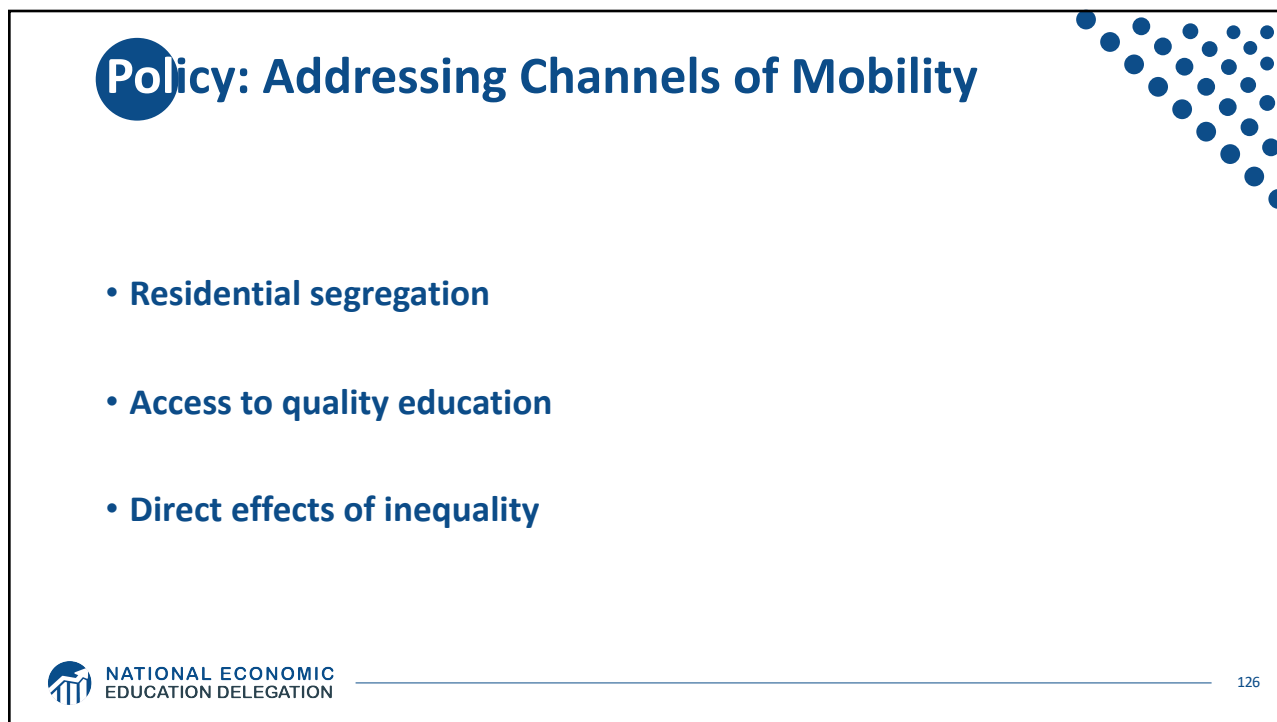 Policy: Addressing Channels of Mobility
• Residential segregation
• Access to quality education
• Direct effects of inequality
NATIONAL ECONOMIC
EDUCATION DELEGATION
126